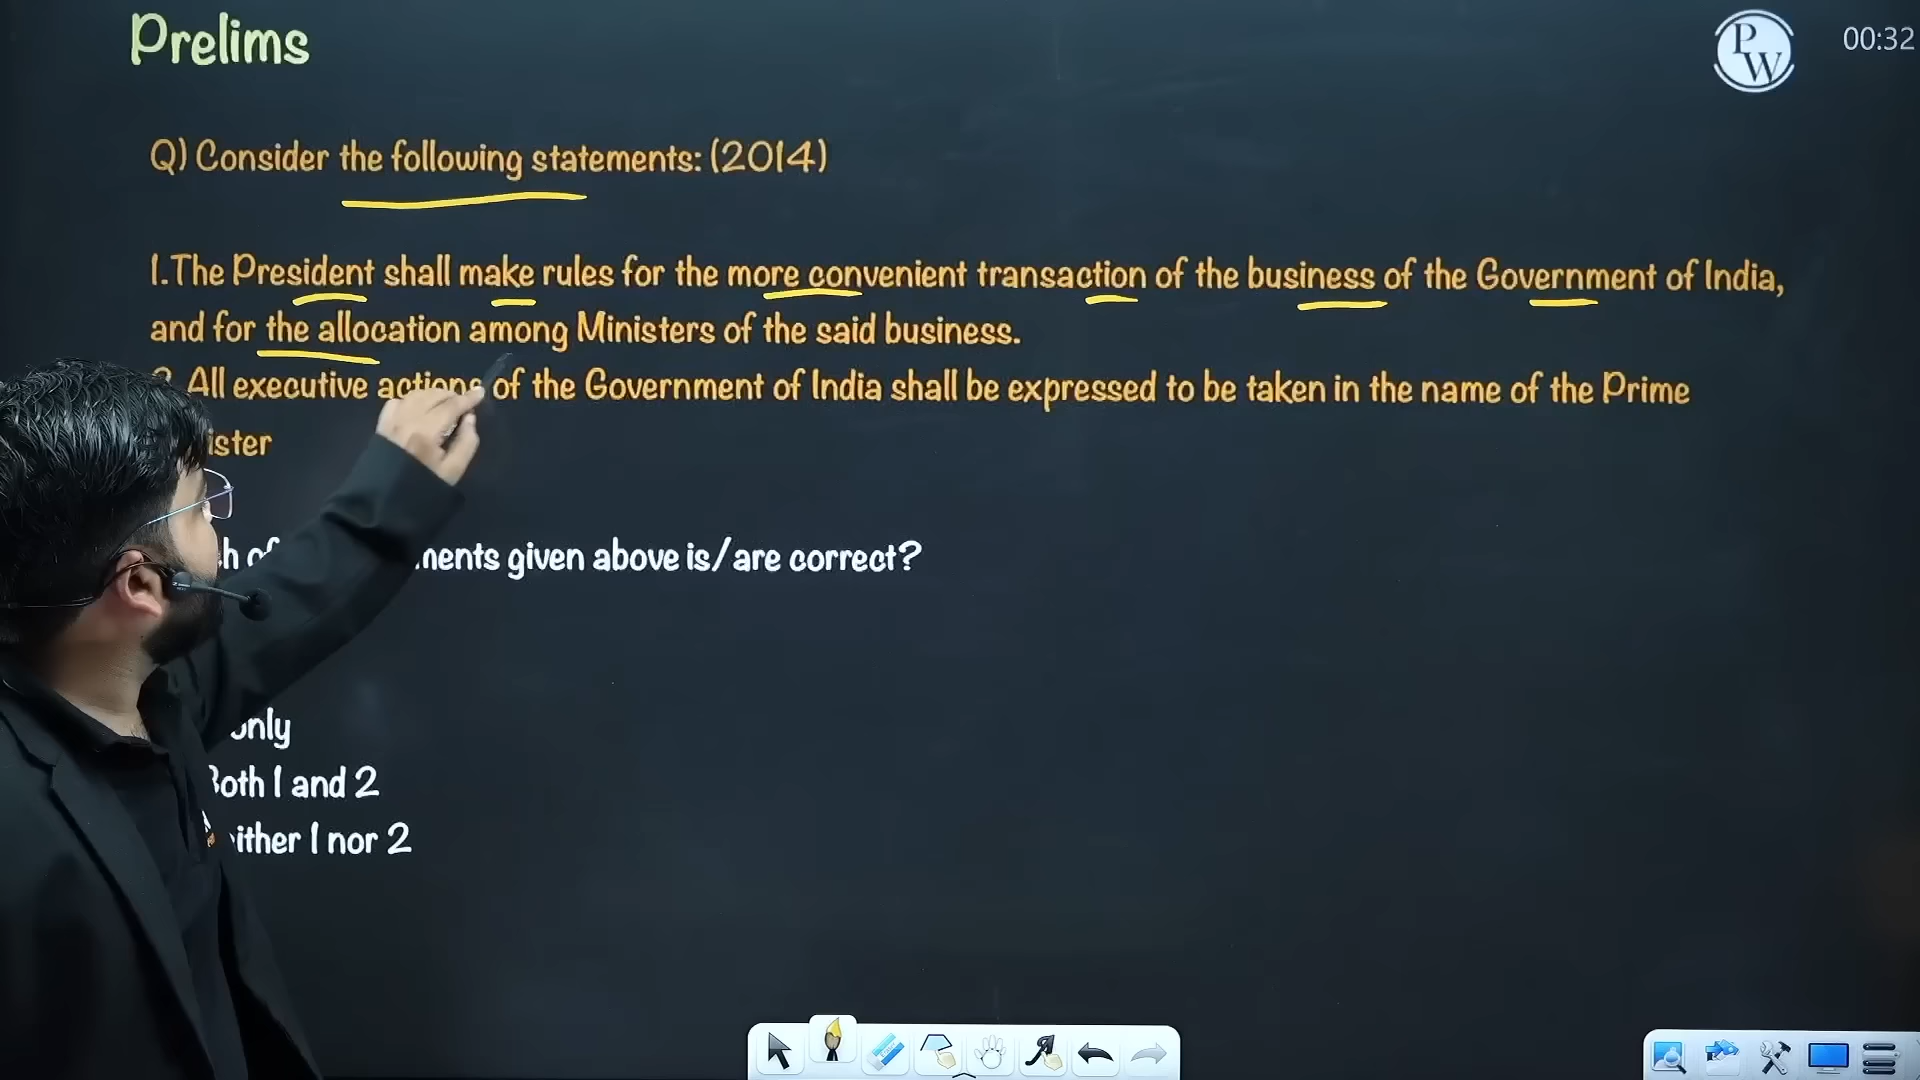 Prelims
PW
00:32
Q) Consider the following statements: (2014)
1.The President shall make rules for the more convenient transaction of the business of the Government of India,
and for the allocation among Ministers of the said business.
All executive actions of the Government of India shall be expressed to be taken in the name of the Prime
ister
given above is/are correct?
only
Both 1 and 2
either 1 nor 2